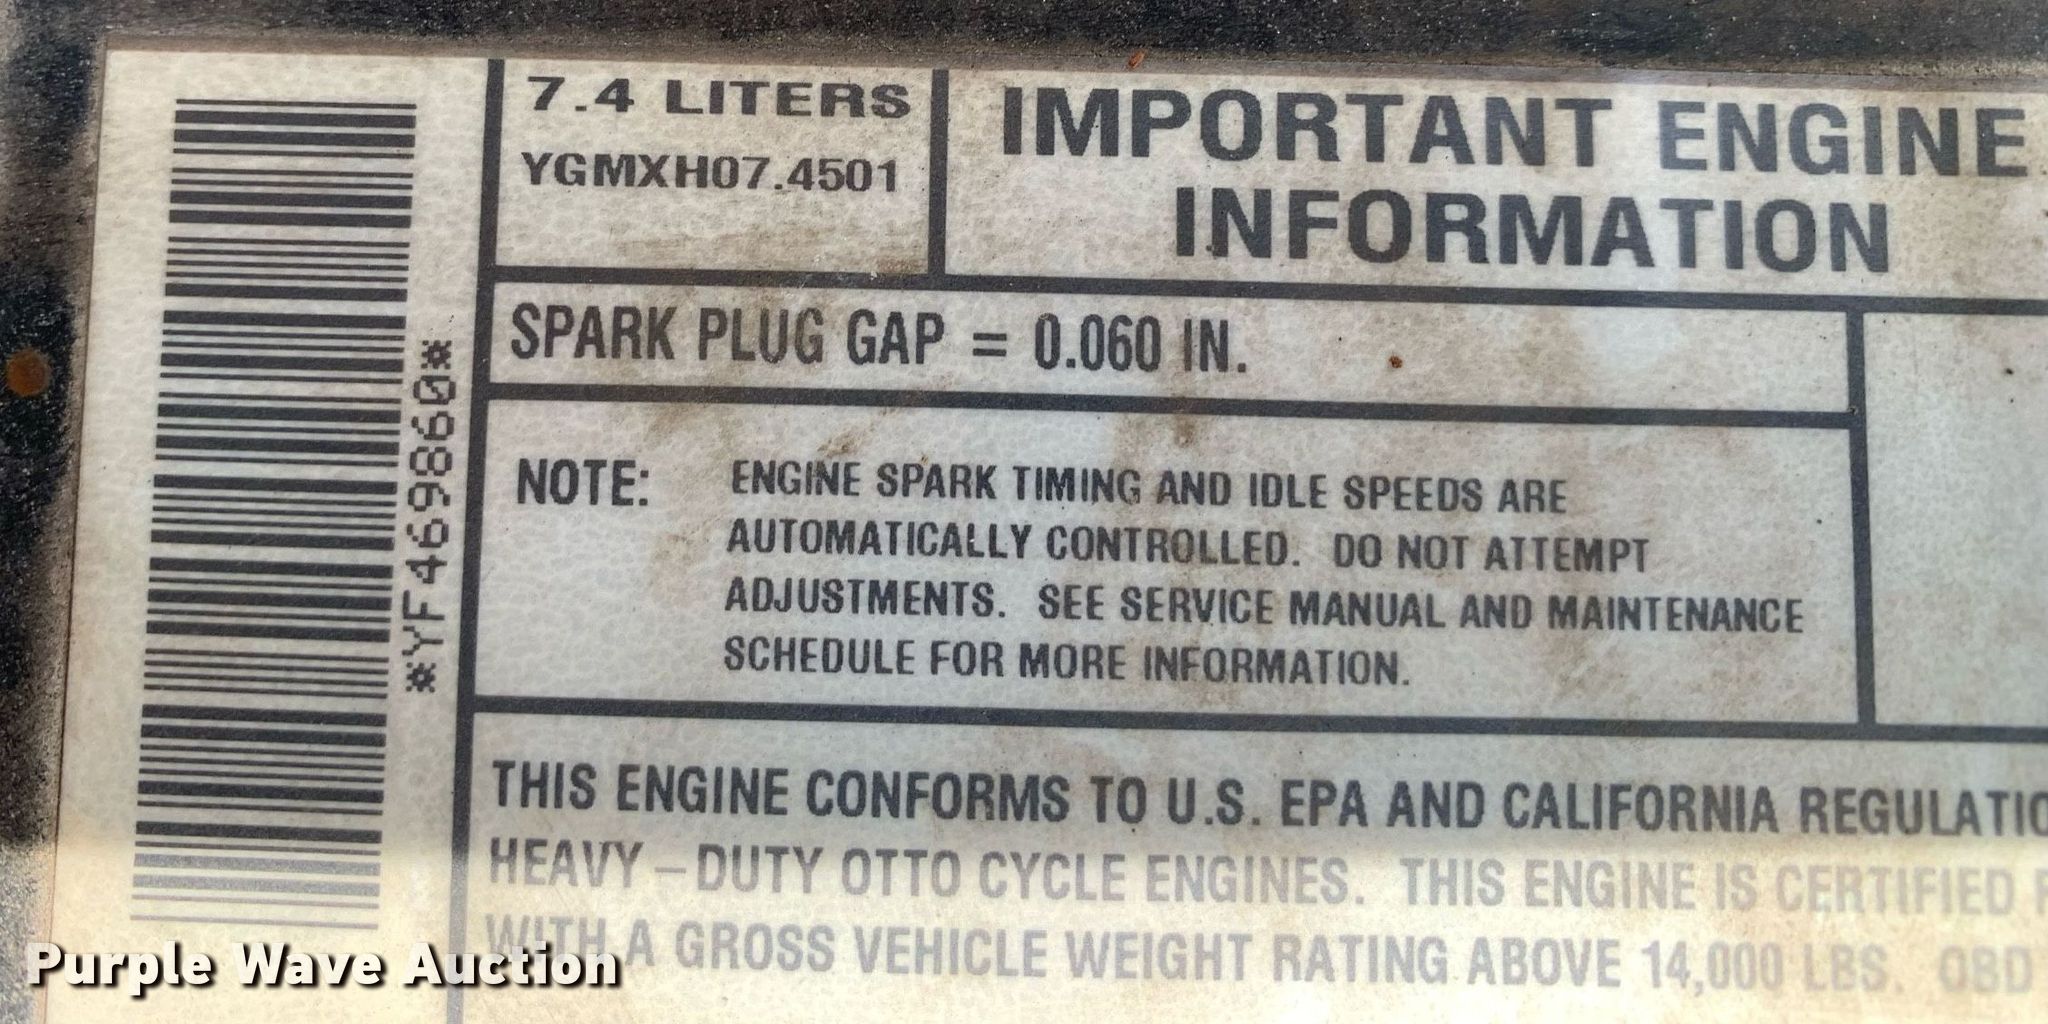 7.4 LITERS
YGMXH07.4501
IMPORTANT ENGINE
INFORMATION
SPARK PLUG GAP = 0.060 IN.
*YF469860*
NOTE: ENGINE SPARK TIMING AND IDLE SPEEDS ARE
AUTOMATICALLY CONTROLLED. DO NOT ATTEMPT
ADJUSTMENTS. SEE SERVICE MANUAL AND MAINTENANCE
SCHEDULE FOR MORE INFORMATION.
THIS ENGINE CONFORMS TO U.S. EPA AND CALIFORNIA
HEAVY-DUTY OTTO CYCLE ENGINES. THIS ENGINE IS CERTIFIED
WITH A GROSS VEHICLE WEIGHT RATING ABOVE 14,000 LBS. OBD
Purple Wave Auction